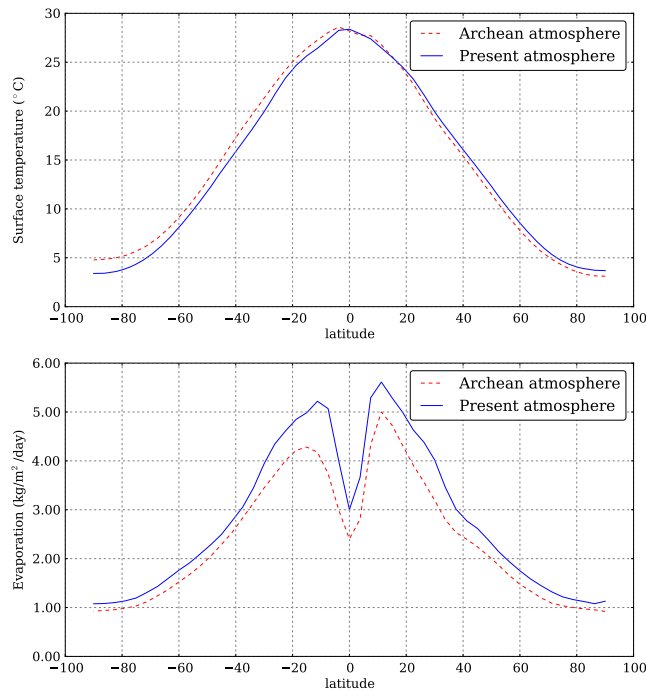 30
25
20
15
10
5
0
Surface temperature (°C)
Archean atmosphere
Present atmosphere
−100 −80 −60 −40 −20 0 20 40 60 80 100
latitude
6.00
5.00
4.00
3.00
2.00
1.00
0.00
Evaporation (kg/m² /day)
Archean atmosphere
Present atmosphere
−100 −80 −60 −40 −20 0 20 40 60 80 100
latitude